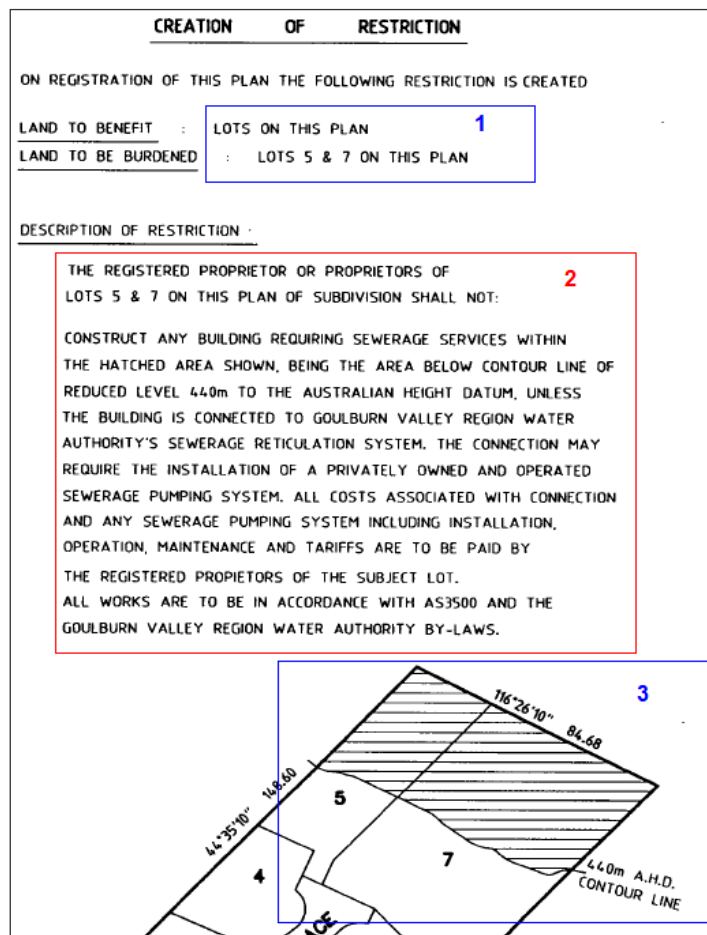 CREATION OF RESTRICTION
ON REGISTRATION OF THIS PLAN THE FOLLOWING RESTRICTION IS CREATED
LAND TO BENEFIT : LOTS ON THIS PLAN
1
LAND TO BE BURDENED : LOTS 5 & 7 ON THIS PLAN
DESCRIPTION OF RESTRICTION
THE REGISTERED PROPRIETOR OR PROPRIETORS OF
2
LOTS 5 & 7 ON THIS PLAN OF SUBDIVISION SHALL NOT:
CONSTRUCT ANY BUILDING REQUIRING SEWERAGE SERVICES WITHIN
THE HATCHED AREA SHOWN, BEING THE AREA BELOW CONTOUR LINE OF
REDUCED LEVEL 440m TO THE AUSTRALIAN HEIGHT DATUM, UNLESS
THE BUILDING IS CONNECTED TO GOULBURN VALLEY REGION WATER
AUTHORITY'S SEWERAGE RETICULATION SYSTEM. THE CONNECTION MAY
REQUIRE THE INSTALLATION OF A PRIVATELY OWNED AND OPERATED
SEWERAGE PUMPING SYSTEM. ALL COSTS ASSOCIATED WITH CONNECTION
AND ANY SEWERAGE PUMPING SYSTEM INCLUDING INSTALLATION,
OPERATION, MAINTENANCE AND TARIFFS ARE TO BE PAID BY
THE REGISTERED PROPIETORS OF THE SUBJECT LOT.
ALL WORKS ARE TO BE IN ACCORDANCE WITH AS3500 AND THE
GOULBURN VALLEY REGION WATER AUTHORITY BY-LAWS.
3
116°26'10" 84.68
44°35'10" 148.60
5
7
4
440m A.H.D.
CONTOUR LINE